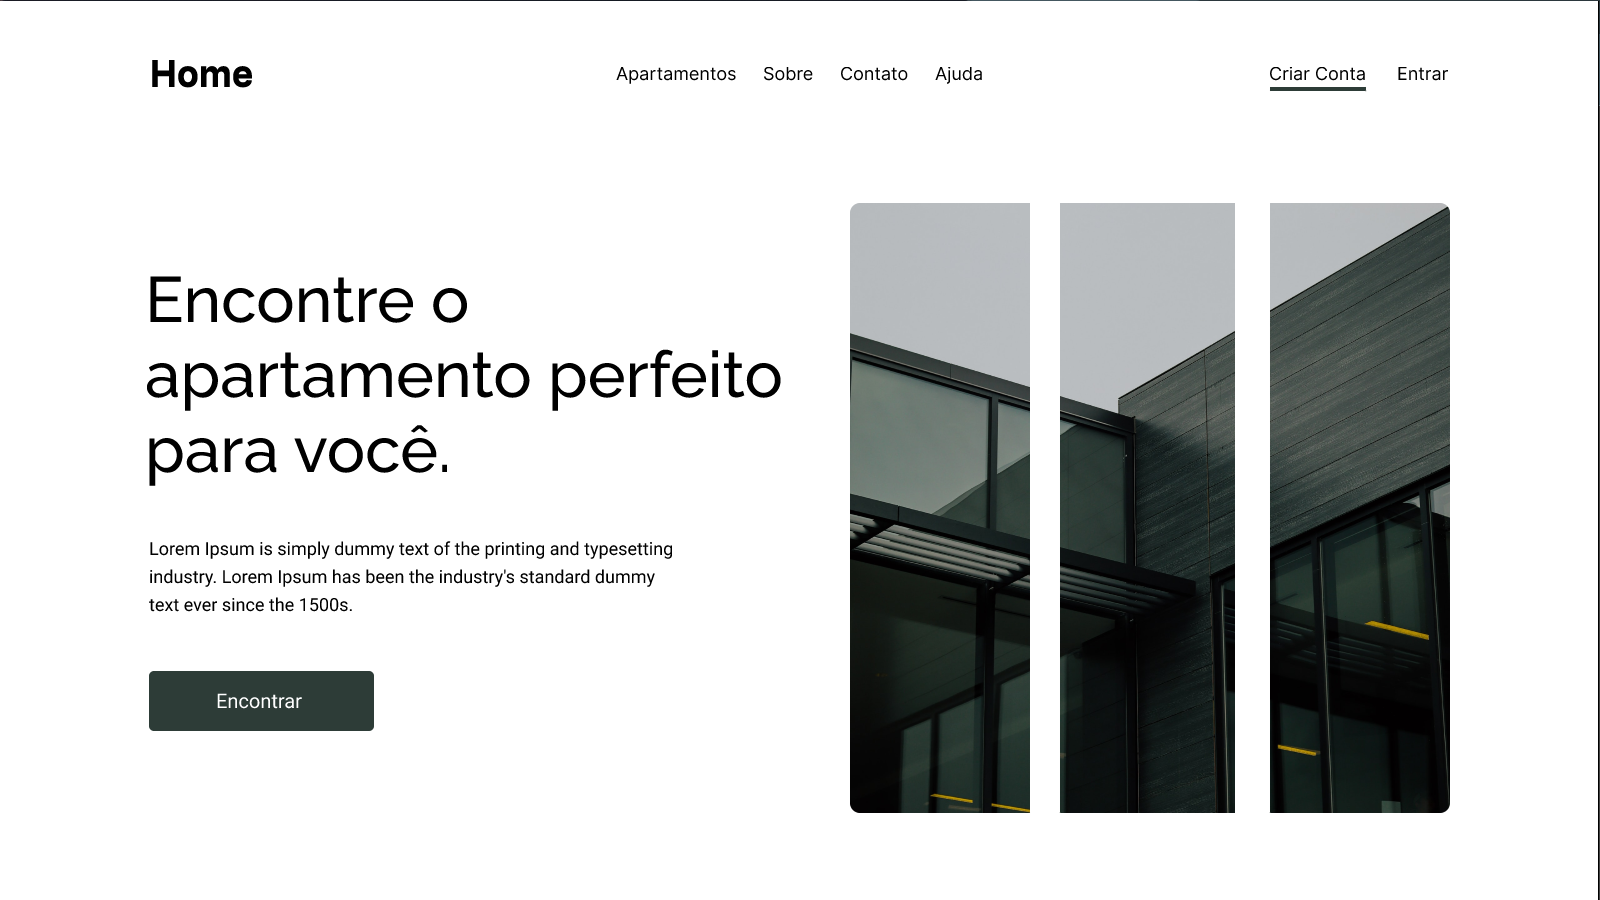 Home
Apartamentos Sobre Contato Ajuda
Criar Conta Entrar
Encontre o
apartamento perfeito
para você.
Lorem Ipsum is simply dummy text of the printing and typesetting
industry. Lorem Ipsum has been the industry's standard dummy
text ever since the 1500s.
Encontrar